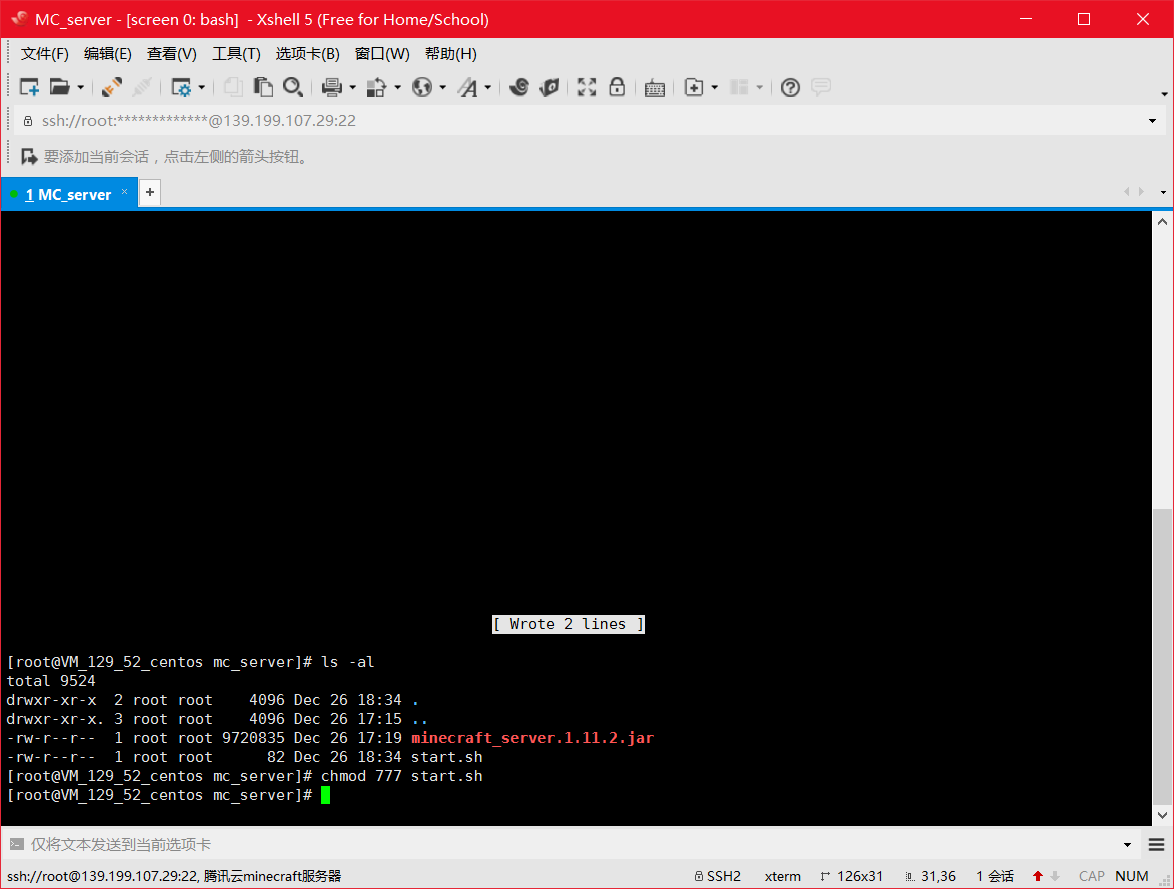 MC_server - [screen 0: bash]  - Xshell 5 (Free for Home/School)
文件(F) 编辑(E) 查看(V) 工具(T) 选项卡(B) 窗口(W) 帮助(H)
ssh://root:*************@139.199.107.29:22
要添加当前会话，点击左侧的箭头按钮。
1 MC_server × +
[ Wrote 2 lines ]
[root@VM_129_52_centos mc_server]# ls -al
total 9524
drwxr-xr-x  2 root root    4096 Dec 26 18:34 .
drwxr-xr-x. 3 root root    4096 Dec 26 17:15 ..
-rw-r--r--  1 root root 9720835 Dec 26 17:19 minecraft_server.1.11.2.jar
-rw-r--r--  1 root root      82 Dec 26 18:34 start.sh
[root@VM_129_52_centos mc_server]# chmod 777 start.sh
[root@VM_129_52_centos mc_server]#
仅将文本发送到当前选项卡
ssh://root@139.199.107.29:22, 腾讯云minecraft服务器 SSH2 xterm 126x31 31,36 1 会话 CAP NUM